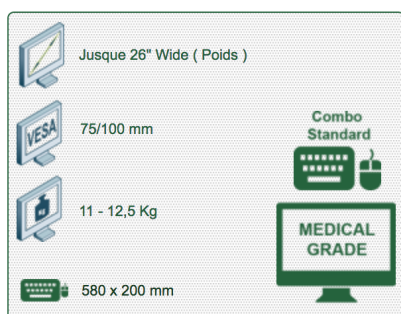 Jusque 26" Wide ( Poids )
VESA
75/100 mm
Combo
Standard
KG
11 - 12,5 Kg
MEDICAL
GRADE
580 x 200 mm